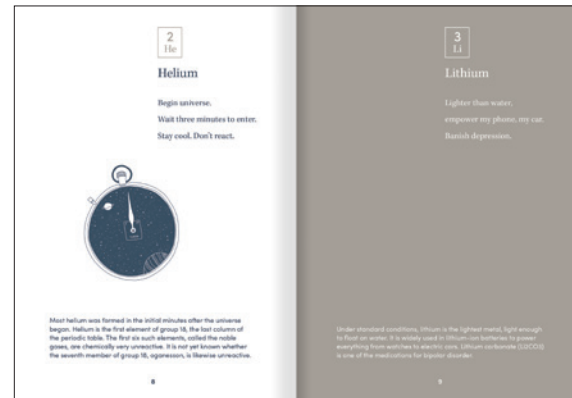 2
He
Helium
Begin universe.
Wait three minutes to enter.
Stay cool. Don't react.
Most helium was formed in the initial minutes after the universe
began. Helium is the first element of group 18, the last column of
the periodic table. The first six such elements, called the noble
gases, are chemically very unreactive. It is not yet known whether
the seventh member of group 18, oganesson, is likewise unreactive.
8
3
Li
Lithium
Lighter than water,
empower my phone, my car.
Banish depression.
Under standard conditions, lithium is the lightest metal, light enough
to float on water. It is widely used in lithium-ion batteries to power
everything from watches to electric cars. Lithium carbonate
is one of the medications for bipolar disorder.
9